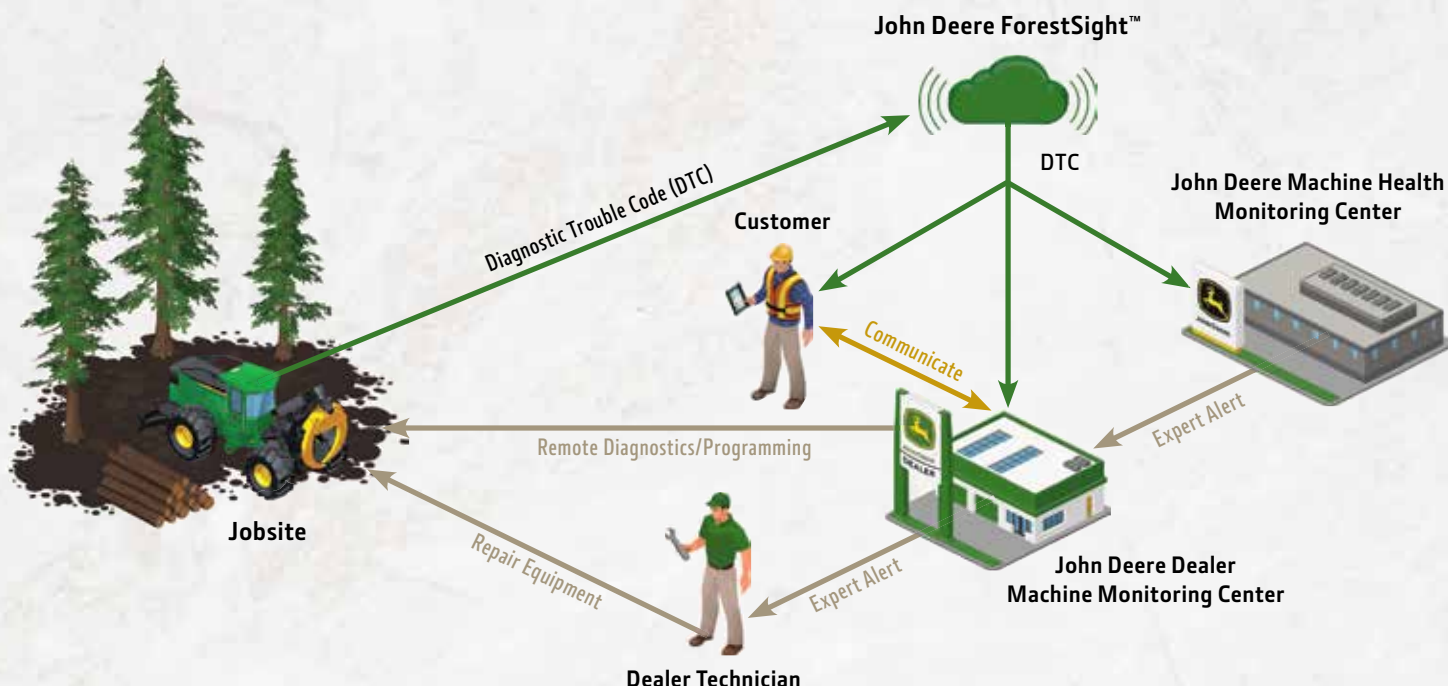 John Deere ForestSight™
DTC
Diagnostic Trouble Code (DTC)
John Deere Machine Health
Monitoring Center
Customer
Communicate
Expert Alert
Remote Diagnostics/Programming
DEALER
Jobsite
Repair Equipment
Expert Alert
John Deere Dealer
Machine Monitoring Center
Dealer Technician